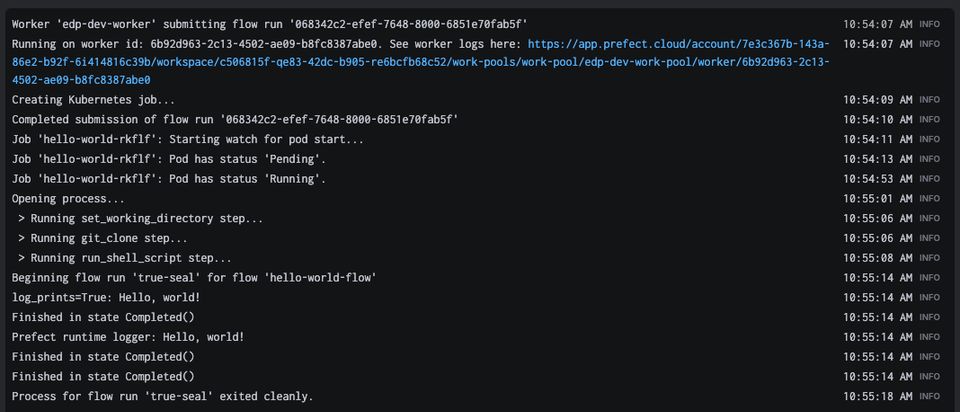 Worker 'edp-dev-worker' submitting flow run '068342c2-efef-7648-8000-6851e70fab5f' 10:54:07 AM INFO
Running on worker id: 6b92d963-2c13-4502-ae09-b8fc8387abe0. See worker logs here: https://app.prefect.cloud/account/7e3c367b-143a- 10:54:07 AM INFO
86e2-b92f-6i414816c39b/workspace/c506815f-qe83-42dc-b905-re6bcfb68c52/work-pools/work-pool/edp-dev-work-pool/worker/6b92d963-2c13-
4502-ae09-b8fc8387abe0
Creating Kubernetes job... 10:54:09 AM INFO
Completed submission of flow run '068342c2-efef-7648-8000-6851e70fab5f' 10:54:10 AM INFO
Job 'hello-world-rkflf': Starting watch for pod start... 10:54:11 AM INFO
Job 'hello-world-rkflf': Pod has status 'Pending'. 10:54:13 AM INFO
Job 'hello-world-rkflf': Pod has status 'Running'. 10:54:53 AM INFO
Opening process... 10:55:01 AM INFO
> Running set_working_directory step... 10:55:06 AM INFO
> Running git_clone step... 10:55:06 AM INFO
> Running run_shell_script step... 10:55:08 AM INFO
Beginning flow run 'true-seal' for flow 'hello-world-flow' 10:55:14 AM INFO
log_prints=True: Hello, world! 10:55:14 AM INFO
Finished in state Completed() 10:55:14 AM INFO
Prefect runtime logger: Hello, world! 10:55:14 AM INFO
Finished in state Completed() 10:55:14 AM INFO
Finished in state Completed() 10:55:14 AM INFO
Process for flow run 'true-seal' exited cleanly. 10:55:18 AM INFO